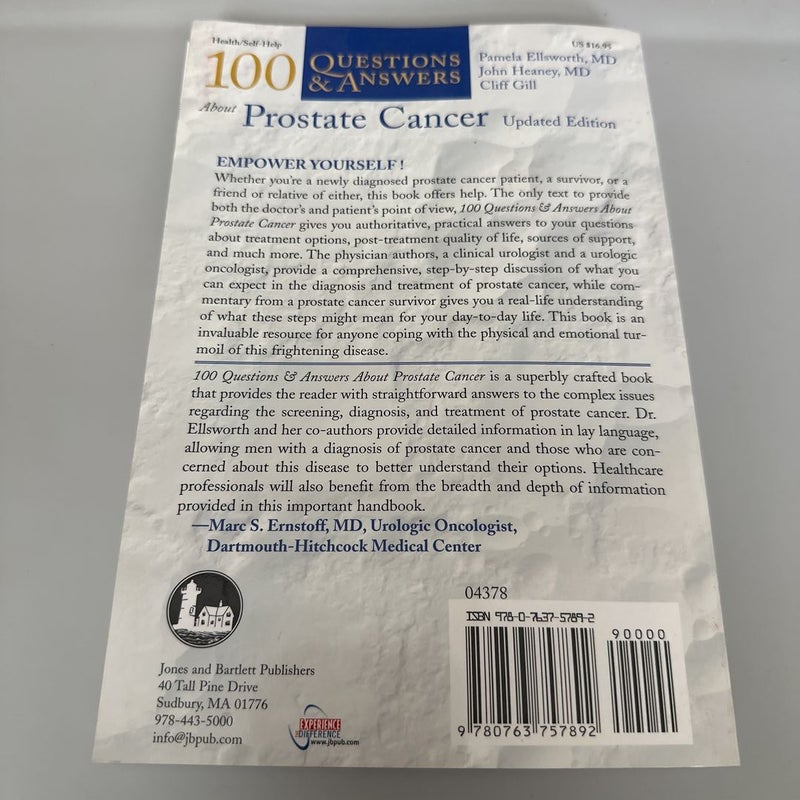 Health/Self-Help
US $16.95
100 QUESTIONS & ANSWERS
Pamela Ellsworth, MD
John Heaney, MD
Cliff Gill
About Prostate Cancer Updated Edition
EMPOWER YOURSELF!
Whether you're a newly diagnosed prostate cancer patient, a survivor, or a
friend or relative of either, this book offers help. The only text to provide
both the doctor's and patient's point of view, 100 Questions & Answers About
Prostate Cancer gives you authoritative, practical answers to your questions
about treatment options, post-treatment quality of life, sources of support,
and much more. The physician authors, a clinical urologist and a urologic
oncologist, provide a comprehensive, step-by-step discussion of what you
can expect in the diagnosis and treatment of prostate cancer, while com-
mentary from a prostate cancer survivor gives you a real-life understanding
of what these steps might mean for your day-to-day life. This book is an
invaluable resource for anyone coping with the physical and emotional tur-
moil of this frightening disease.
100 Questions & Answers About Prostate Cancer is a superbly crafted book
that provides the reader with straightforward answers to the complex issues
regarding the screening, diagnosis, and treatment of prostate cancer. Dr.
Ellsworth and her co-authors provide detailed information in lay language,
allowing men with a diagnosis of prostate cancer and those who are con-
cerned about this disease to better understand their options. Healthcare
professionals will also benefit from the breadth and depth of information
provided in this important handbook.
—Marc S. Ernstoff, MD, Urologic Oncologist,
Dartmouth-Hitchcock Medical Center
Jones and Bartlett Publishers
40 Tall Pine Drive
Sudbury, MA 01776
978-443-5000
info@jbpub.com
EXPERIENCE
THE DIFFERENCE
www.jbpub.com
04378
ISBN 978-0-7637-5789-2
90000
9 780763 757892